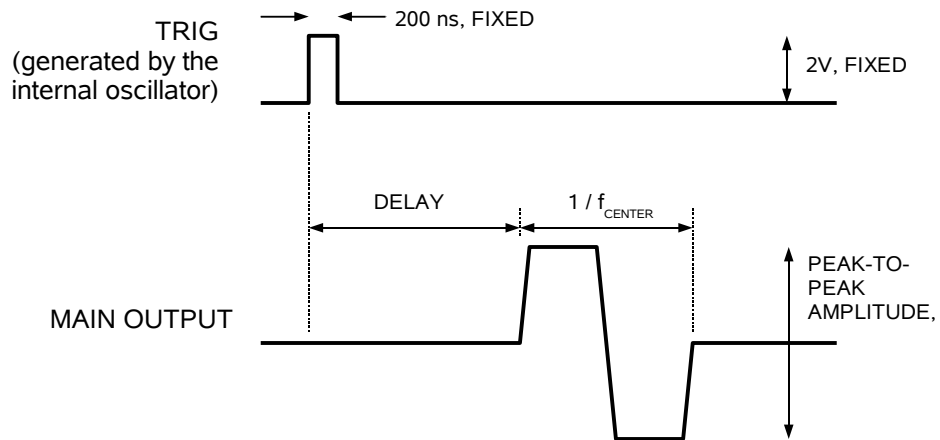 200 ns, FIXED
TRIG
(generated by the
internal oscillator)
2V, FIXED
DELAY
1 / fCENTER
PEAK-TO-
PEAK
AMPLITUDE,
MAIN OUTPUT